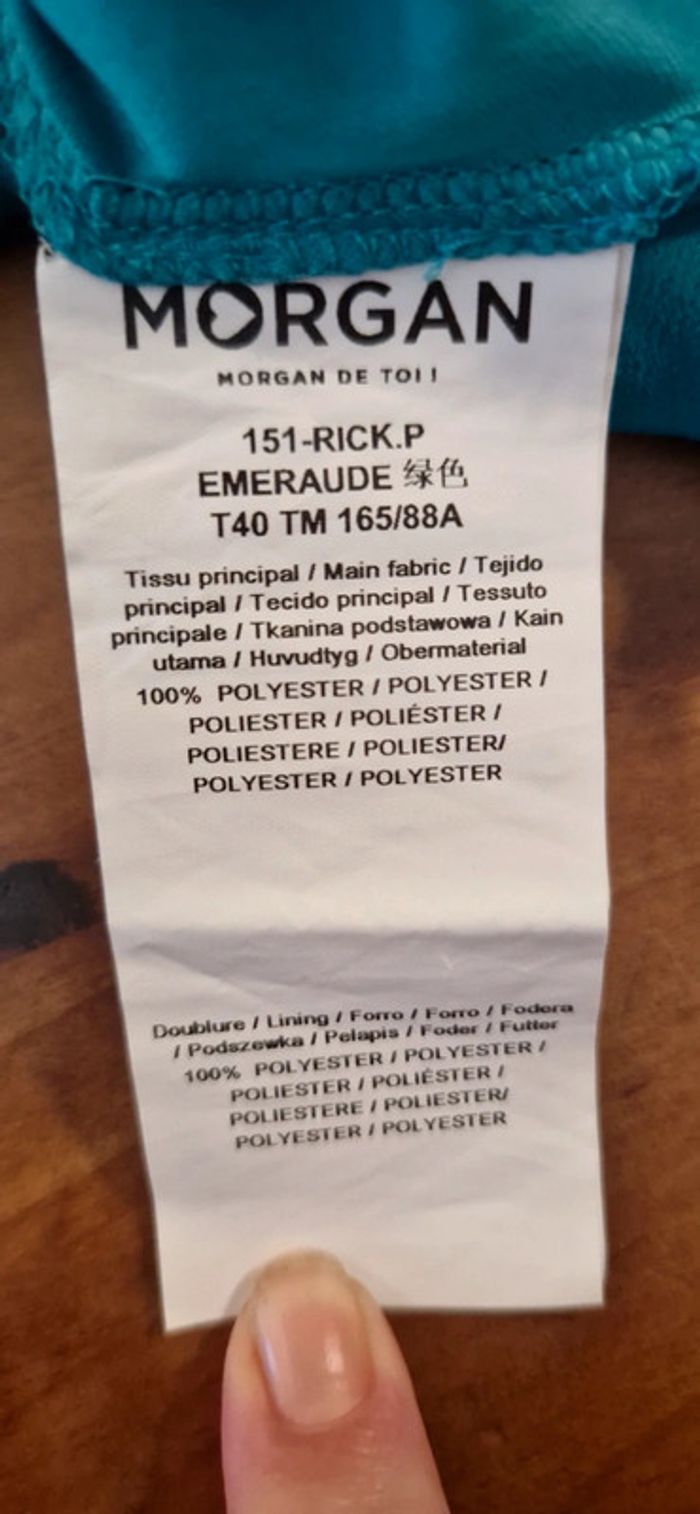 MORGAN
MORGAN DE TOI !
151-RICK.P
EMERAUDE 绿色
T40 TM 165/88A
Tissu principal / Main fabric / Tejido
principal / Tecido principal / Tessuto
principale / Tkanina podstawowa / Kain
utama / Huvudtyg / Obermaterial
100% POLYESTER / POLYESTER /
POLIESTER / POLIÉSTER /
POLIESTERE / POLIESTER/
POLYESTER / POLYESTER
Doublure / Lining / Forro / Forro / Fodera
/ Podszewka / Pelapis / Foder / Futter
100% POLYESTER / POLYESTER /
POLIESTER / POLIÉSTER /
POLIESTERE / POLIESTER/
POLYESTER / POLYESTER